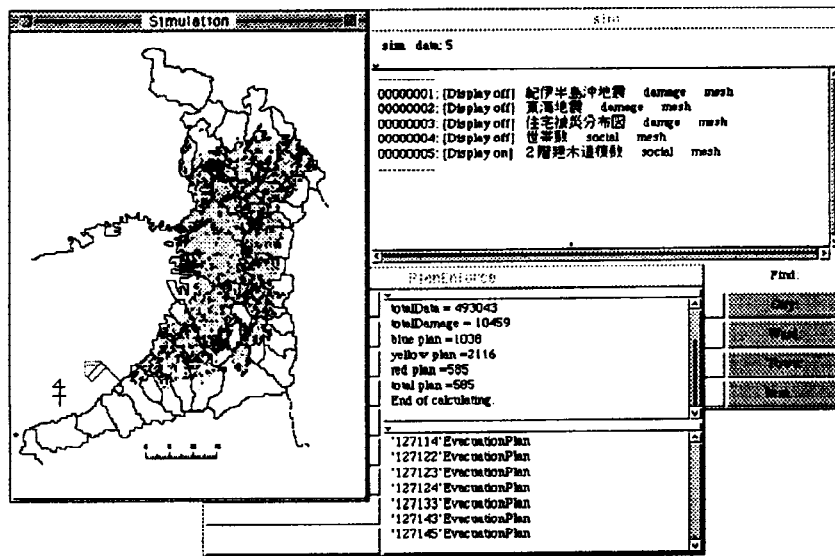 Simulation
sim
sim. data: 5
00000001: {Display off} 紀伊半島沖地震 damage mesh
00000002: {Display off} 東海地震 damage mesh
00000003: {Display off} 住宅被災分布図 damge mesh
00000004: {Display off} 世帯数 social mesh
00000005: {Display on} 2階建木造棟数 social mesh
PlanEnforce
totalData = 493043
totalDamage = 10459
blue plan =1038
yellow plan =2116
red plan =585
total plan =585
End of calculating.
'127114'EvacuationPlan
'127122'EvacuationPlan
'127123'EvacuationPlan
'127124'EvacuationPlan
'127133'EvacuationPlan
'127143'EvacuationPlan
'127145'EvacuationPlan
Find: